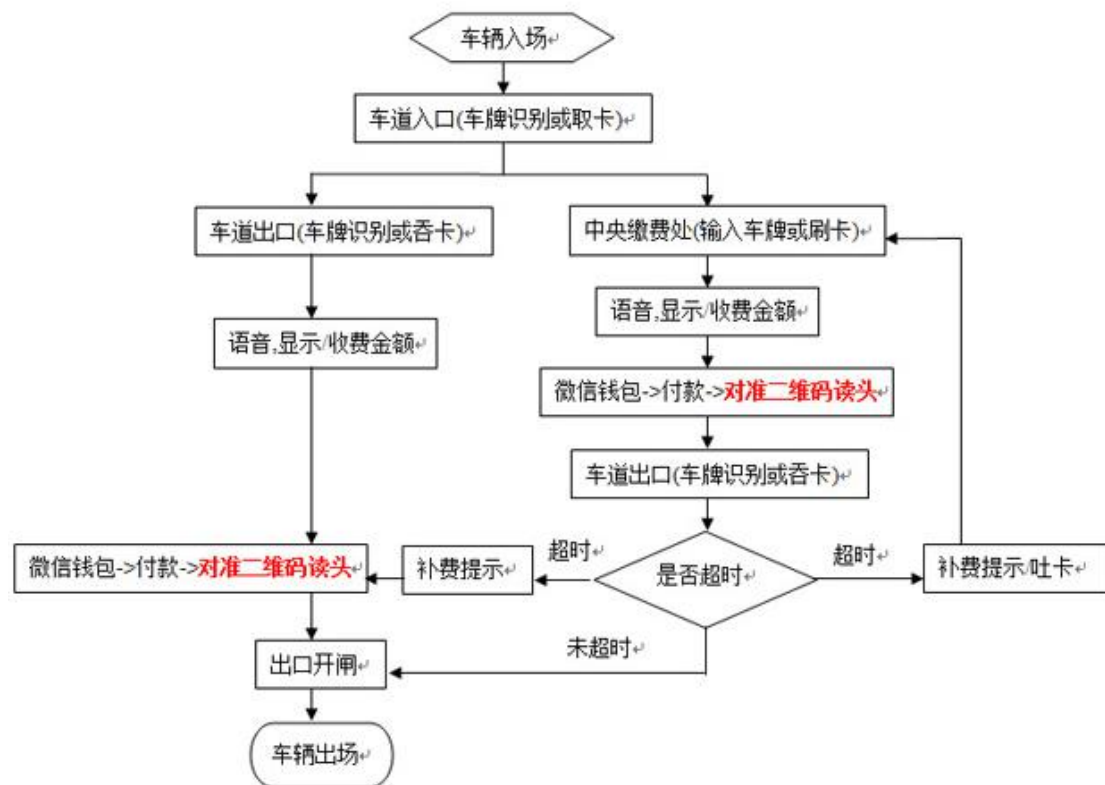 车辆入场
车道入口(车牌识别或取卡)
车道出口(车牌识别或吞卡)
中央缴费处(输入车牌或刷卡)
语音,显示/收费金额
语音,显示/收费金额
微信钱包->付款->对准二维码读头
车道出口(车牌识别或吞卡)
微信钱包->付款->对准二维码读头
补费提示
超时
是否超时
超时
补费提示/吐卡
未超时
出口开闸
车辆出场